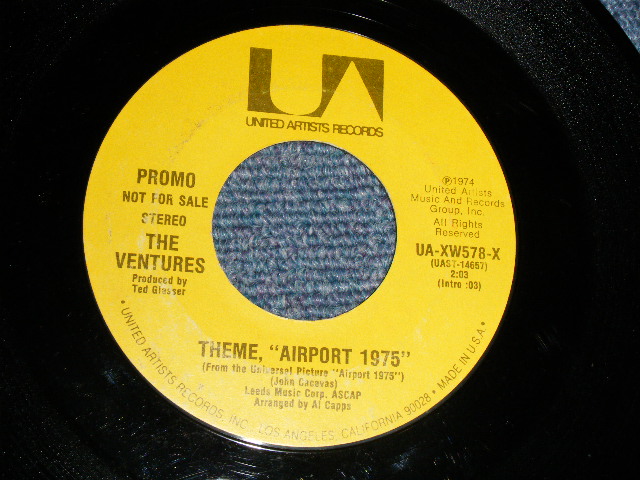 UA
UNITED ARTISTS RECORDS
PROMO
NOT FOR SALE
STEREO
THE
VENTURES
Produced by
Ted Glasser
℗1974
United Artists
Music And Records
Group, Inc.
All Rights
Reserved
UA-XW578-X
(UAST-14657)
2:03
(Intro :03)
THEME, "AIRPORT 1975"
(From the Universal Picture "Airport 1975")
(John Cacavas)
Leeds Music Corp. ASCAP
Arranged by Al Capps
• UNITED ARTISTS RECORDS, INC., LOS ANGELES, CALIFORNIA 90028 • MADE IN U.S.A. •